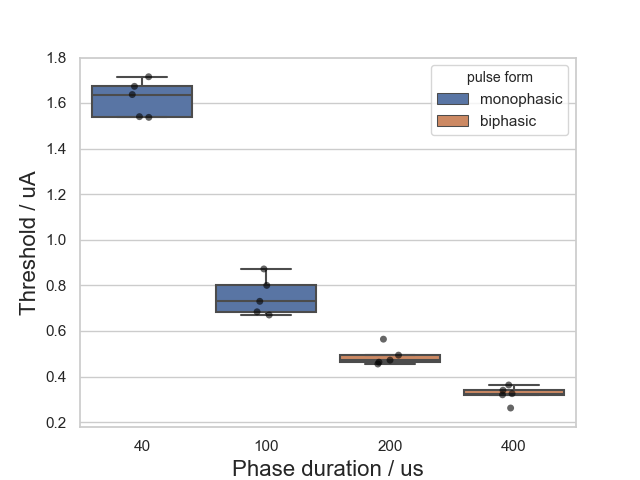 1.8
1.6
1.4
1.2
1.0
0.8
0.6
0.4
0.2
Threshold / uA
pulse form
monophasic
biphasic
40 100 200 400
Phase duration / us